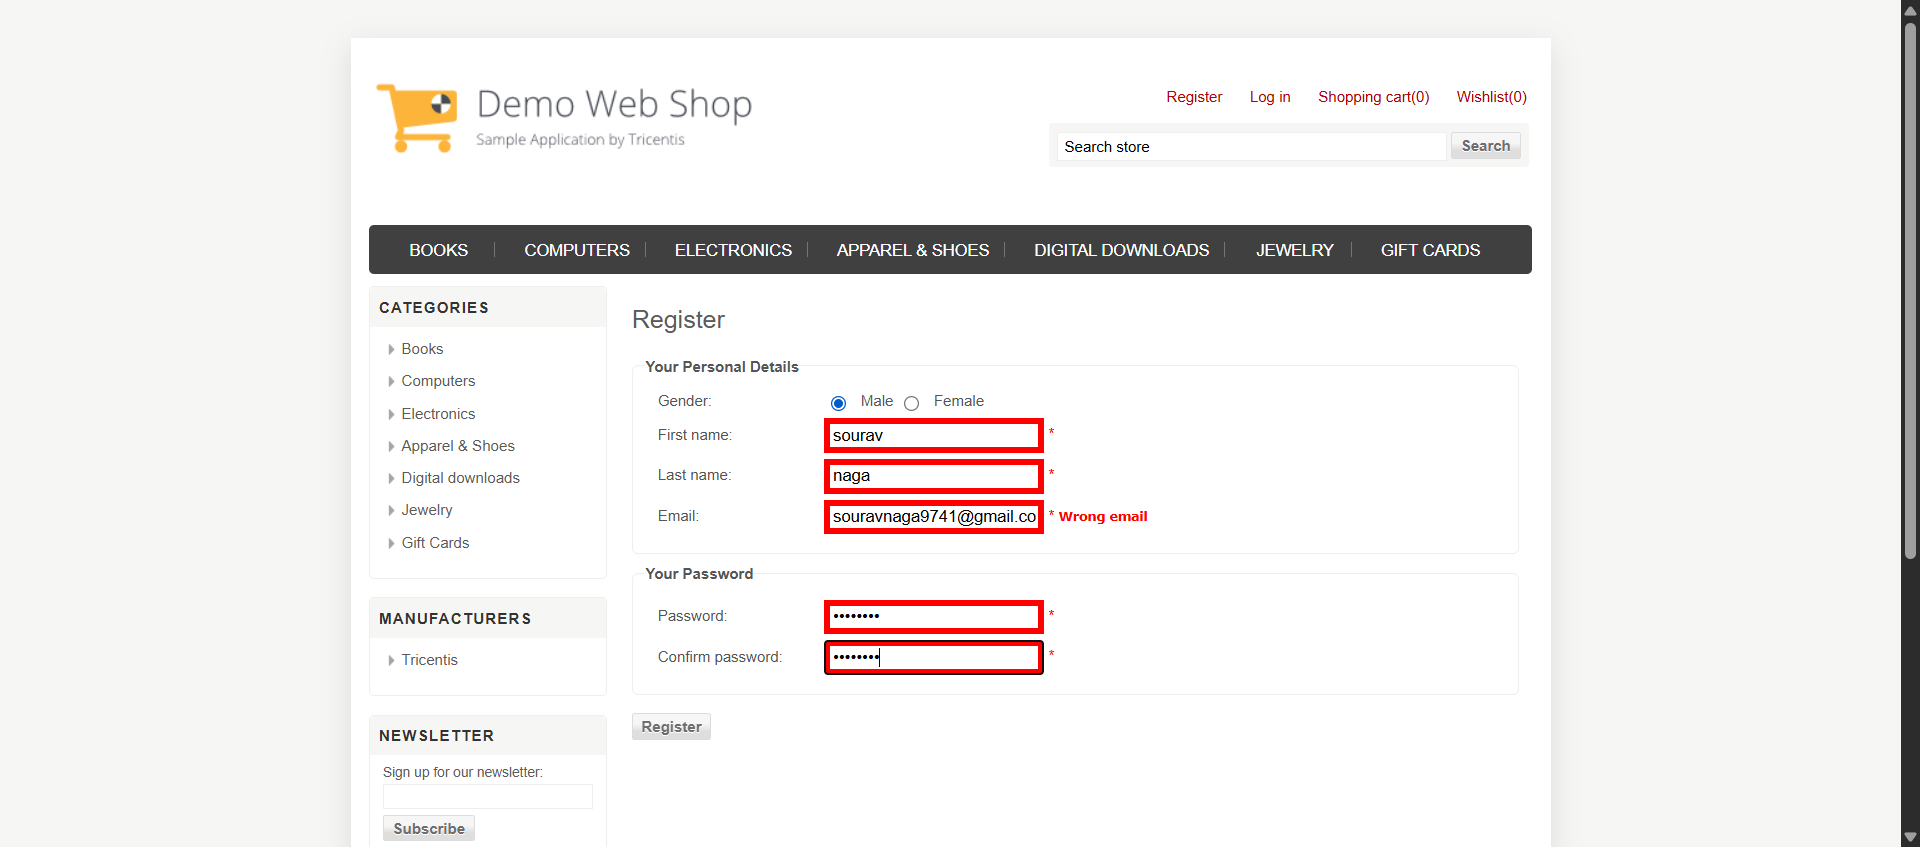 Demo Web Shop
Sample Application by Tricentis
Register Log in Shopping cart(0) Wishlist(0)
Search store Search
BOOKS COMPUTERS ELECTRONICS APPAREL & SHOES DIGITAL DOWNLOADS JEWELRY GIFT CARDS
CATEGORIES
Books
Computers
Electronics
Apparel & Shoes
Digital downloads
Jewelry
Gift Cards
MANUFACTURERS
Tricentis
NEWSLETTER
Sign up for our newsletter:
Subscribe
Register
Your Personal Details
Gender: Male Female
First name: sourav *
Last name: naga *
Email: souravnaga9741@gmail.co * Wrong email
Your Password
Password: •••••••• *
Confirm password: •••••••• *
Register